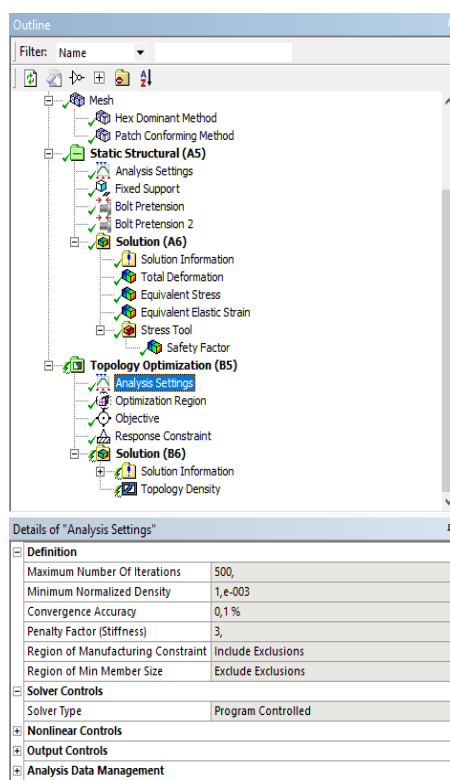 Outline
Filter: Name
Mesh
Hex Dominant Method
Patch Conforming Method
Static Structural (A5)
Analysis Settings
Fixed Support
Bolt Pretension
Bolt Pretension 2
Solution (A6)
Solution Information
Total Deformation
Equivalent Stress
Equivalent Elastic Strain
Stress Tool
Safety Factor
Topology Optimization (B5)
Analysis Settings
Optimization Region
Objective
Response Constraint
Solution (B6)
Solution Information
Topology Density
Details of "Analysis Settings"
Definition
Maximum Number Of Iterations 500,
Minimum Normalized Density 1,e-003
Convergence Accuracy 0,1 %
Penalty Factor (Stiffness) 3,
Region of Manufacturing Constraint Include Exclusions
Region of Min Member Size Exclude Exclusions
Solver Controls
Solver Type Program Controlled
Nonlinear Controls
Output Controls
Analysis Data Management